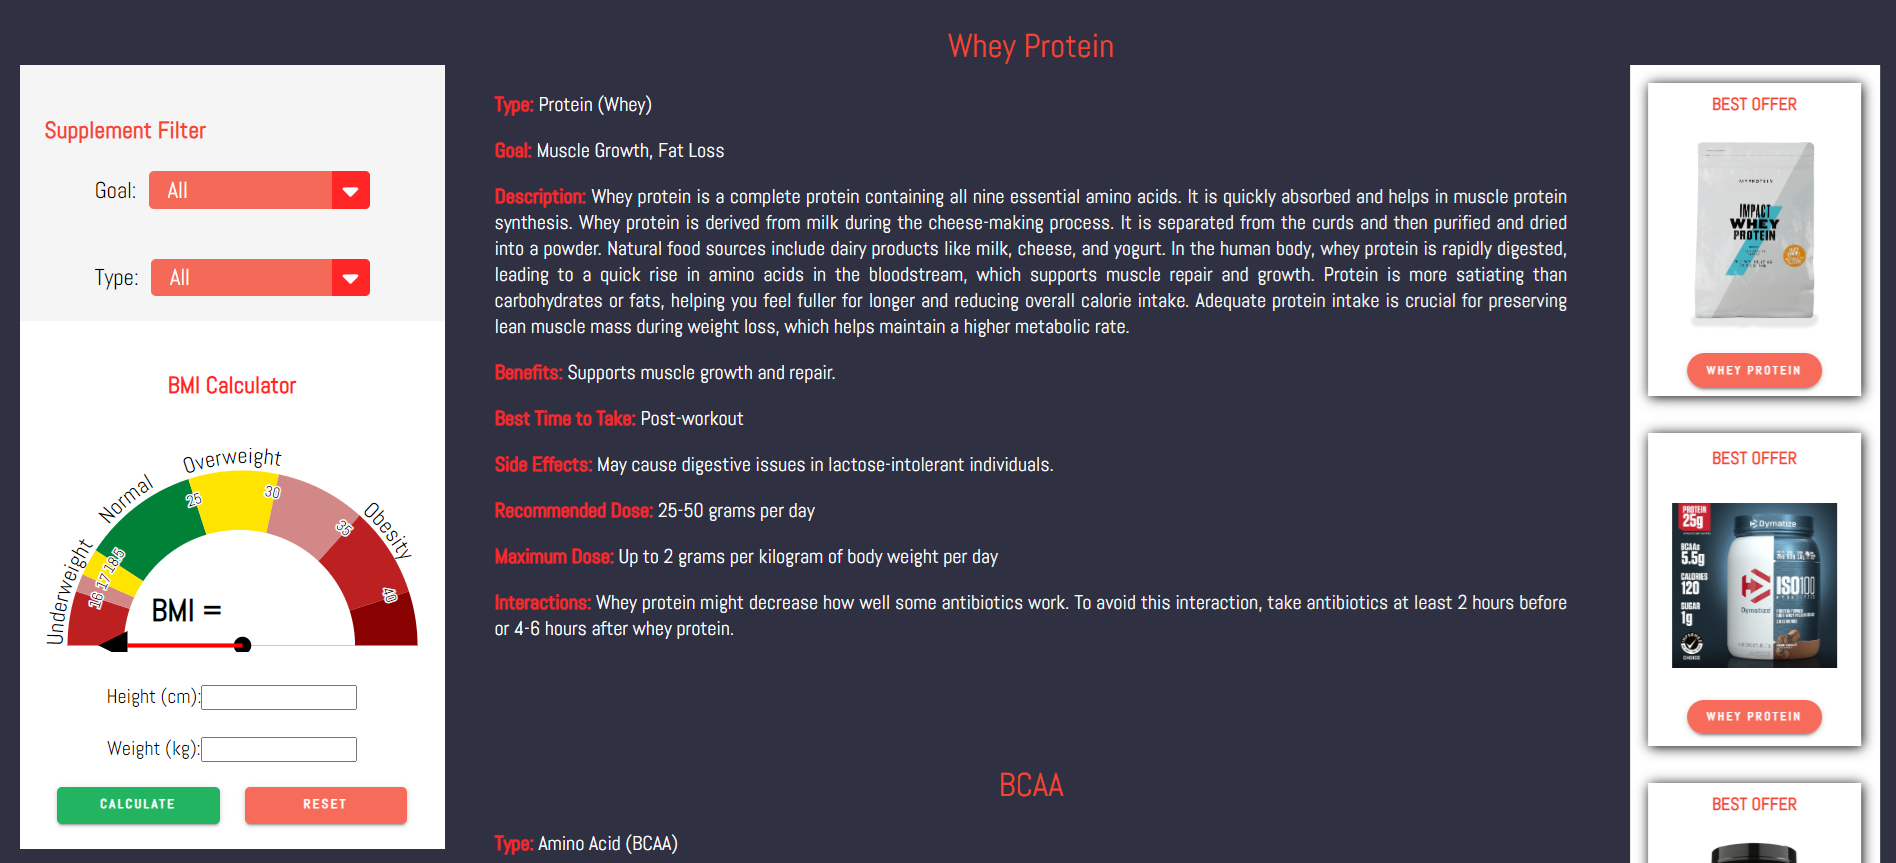 Whey Protein
Supplement Filter
Goal: All
Type: All
BMI Calculator
Underweight
Normal
Overweight
Obesity
16
17
18.5
25
30
35
40
BMI =
Height (cm):
Weight (kg):
CALCULATE
RESET
Type: Protein (Whey)
Goal: Muscle Growth, Fat Loss
Description: Whey protein is a complete protein containing all nine essential amino acids. It is quickly absorbed and helps in muscle protein
synthesis. Whey protein is derived from milk during the cheese-making process. It is separated from the curds and then purified and dried
into a powder. Natural food sources include dairy products like milk, cheese, and yogurt. In the human body, whey protein is rapidly digested,
leading to a quick rise in amino acids in the bloodstream, which supports muscle repair and growth. Protein is more satiating than
carbohydrates or fats, helping you feel fuller for longer and reducing overall calorie intake. Adequate protein intake is crucial for preserving
lean muscle mass during weight loss, which helps maintain a higher metabolic rate.
Benefits: Supports muscle growth and repair.
Best Time to Take: Post-workout
Side Effects: May cause digestive issues in lactose-intolerant individuals.
Recommended Dose: 25-50 grams per day
Maximum Dose: Up to 2 grams per kilogram of body weight per day
Interactions: Whey protein might decrease how well some antibiotics work. To avoid this interaction, take antibiotics at least 2 hours before
or 4-6 hours after whey protein.
BCAA
Type: Amino Acid (BCAA)
BEST OFFER
MYPROTEIN
IMPACT
WHEY
PROTEIN
WHEY PROTEIN
BEST OFFER
PROTEIN
25g
BCAAs
5.5g
CALORIES
120
SUGAR
1g
CHOICE
Dymatize
Dymatize
ISO100
WHEY PROTEIN
BEST OFFER